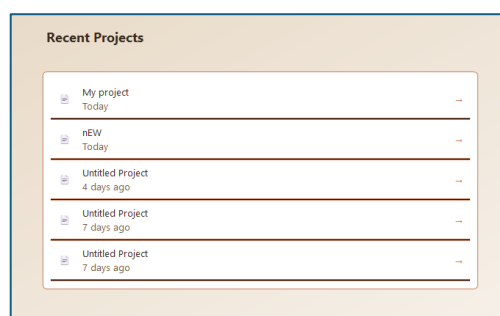 Recent Projects
My project
Today
→
nEW
Today
→
Untitled Project
4 days ago
→
Untitled Project
7 days ago
→
Untitled Project
7 days ago
→